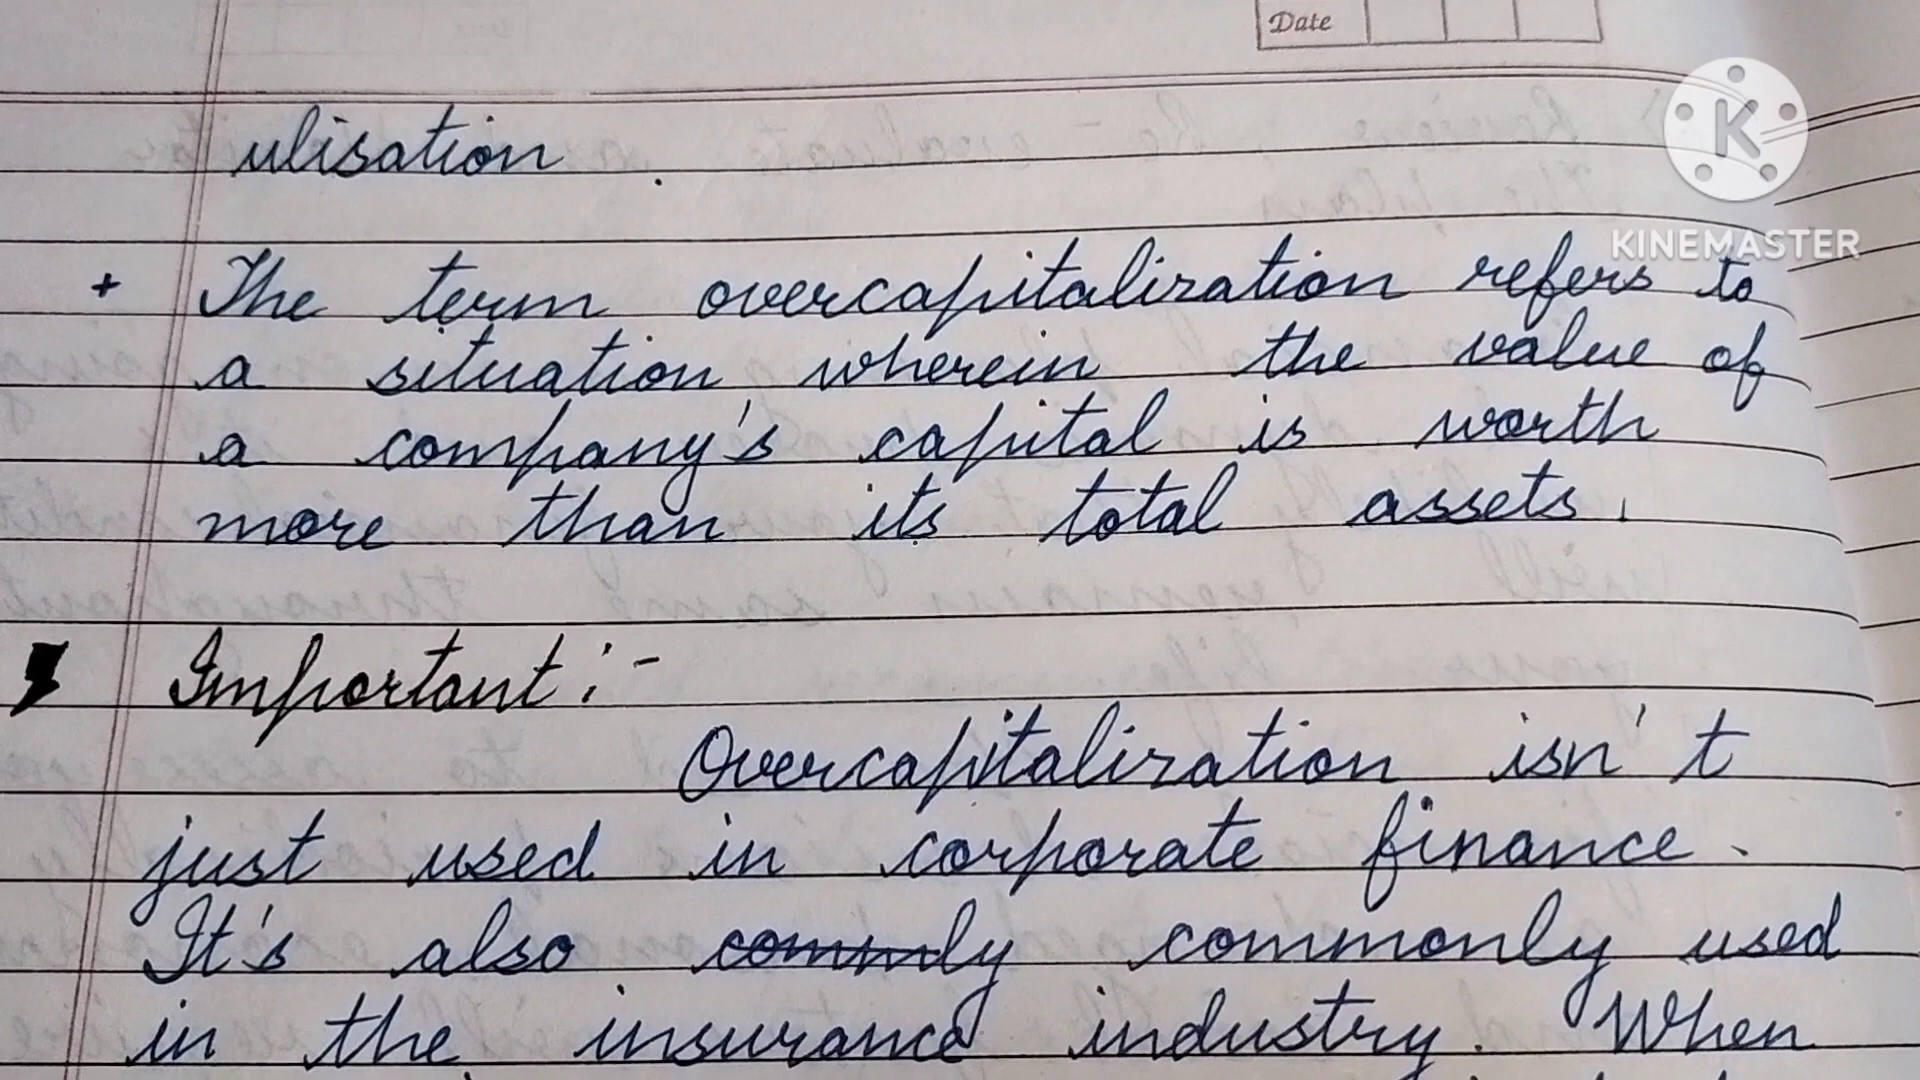 Date
K
KINEMASTER
ulisation .
+ The term overcapitalization refers to
a situation wherein the value of
a company's capital is worth
more than its total assets.
Important :-
Overcapitalization isn't
just used in corporate finance.
It's also commly commonly used
in the insurance industry. When